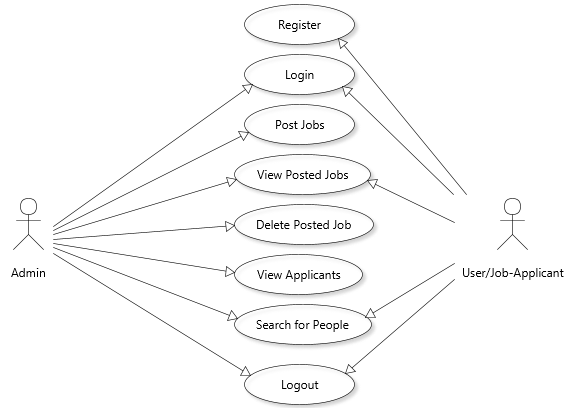 Register
Login
Post Jobs
View Posted Jobs
Delete Posted Job
Admin
View Applicants
User/Job-Applicant
Search for People
Logout